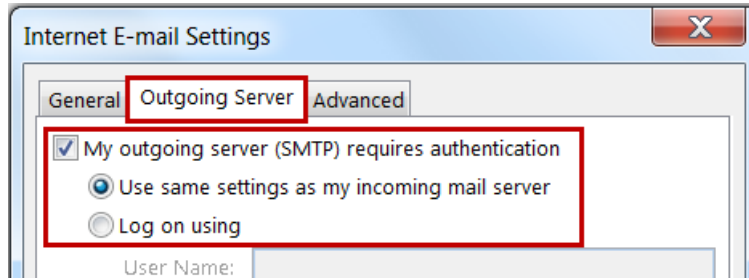 Internet E-mail Settings
X
General Outgoing Server Advanced
My outgoing server (SMTP) requires authentication
Use same settings as my incoming mail server
Log on using
User Name: